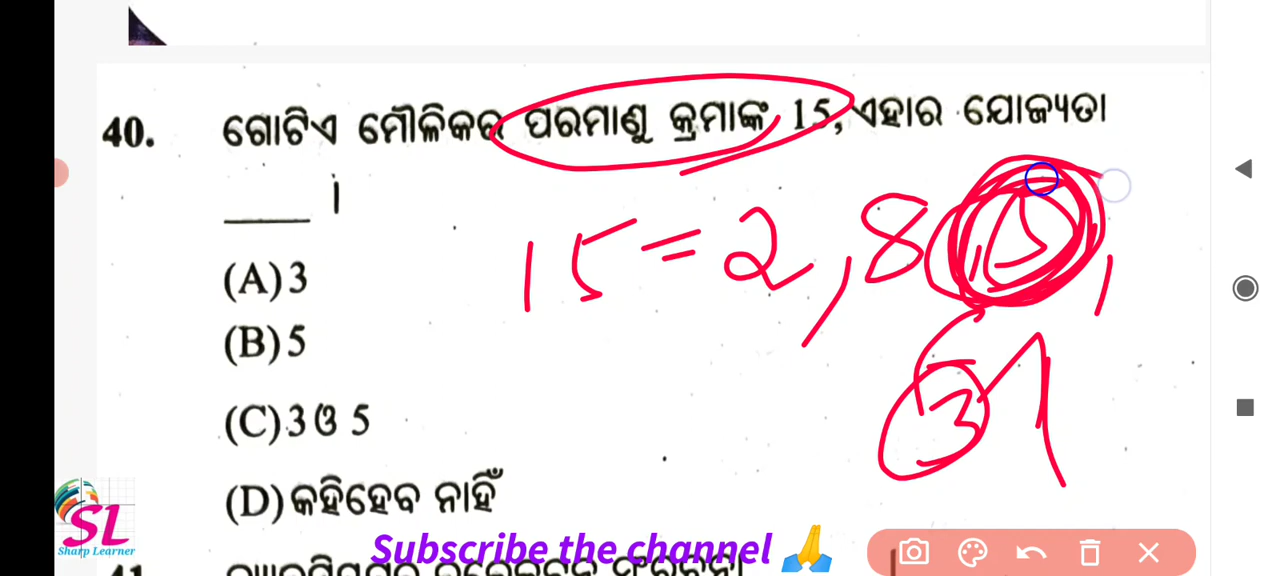 40. ଗୋଟିଏ ମୌଳିକର ପରମାଣୁ କ୍ରମାଙ୍କ 15, ଏହାର ଯୋଜ୍ୟତା
____ ।
15 = 2, 8, 5
(A) 3
(B) 5
3
(C) 3 ଓ 5
(D) କହିହେବ ନାହିଁ
SL
Sharp Learner
Subscribe the channel 🙏
41.